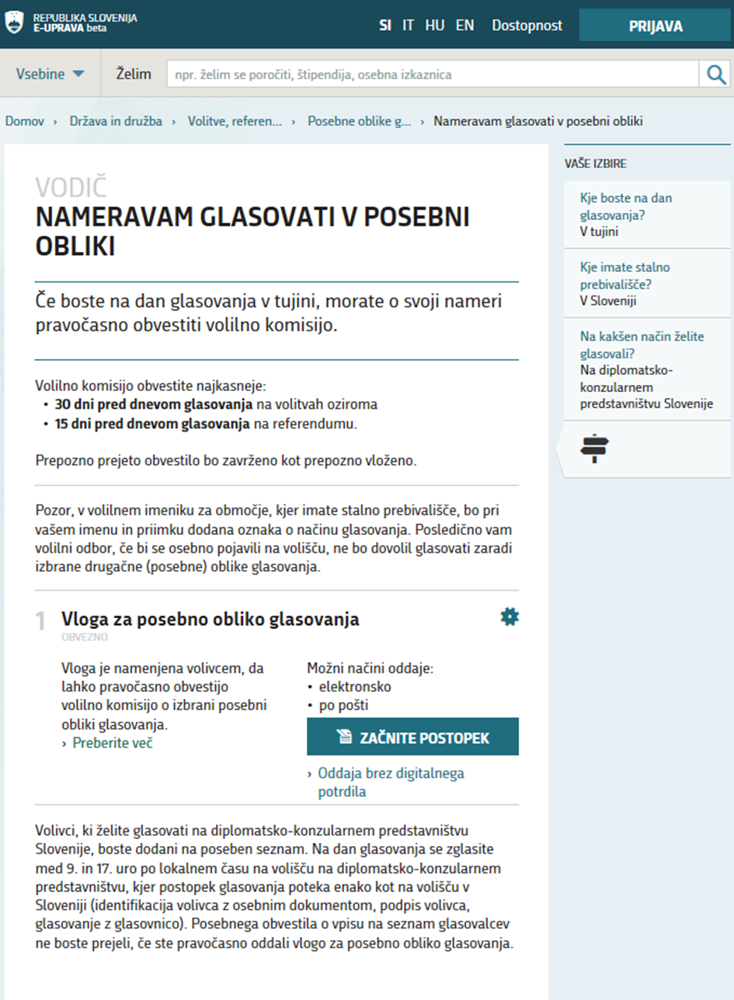 REPUBLIKA SLOVENIJA
E-UPRAVA beta
SI IT HU EN Dostopnost PRIJAVA
Vsebine Želim npr. želim se poročiti, štipendija, osebna izkaznica
Domov › Država in družba › Volitve, referen... › Posebne oblike g... › Nameravam glasovati v posebni obliki
VODIČ
NAMERAVAM GLASOVATI V POSEBNI
OBLIKI
Če boste na dan glasovanja v tujini, morate o svoji nameri
pravočasno obvestiti volilno komisijo.
Volilno komisijo obvestite najkasneje:
• 30 dni pred dnevom glasovanja na volitvah oziroma
• 15 dni pred dnevom glasovanja na referendumu.
Prepozno prejeto obvestilo bo zavrženo kot prepozno vloženo.
Pozor, v volilnem imeniku za območje, kjer imate stalno prebivališče, bo pri
vašem imenu in priimku dodana oznaka o načinu glasovanja. Posledično vam
volilni odbor, če bi se osebno pojavili na volišču, ne bo dovolil glasovati zaradi
izbrane drugačne (posebne) oblike glasovanja.
1 Vloga za posebno obliko glasovanja
OBVEZNO
Vloga je namenjena volivcem, da
lahko pravočasno obvestijo
volilno komisijo o izbrani posebni
obliki glasovanja.
› Preberite več
Možni načini oddaje:
• elektronsko
• po pošti
ZAČNITE POSTOPEK
› Oddaja brez digitalnega
potrdila
Volivci, ki želite glasovati na diplomatsko-konzularnem predstavništvu
Slovenije, boste dodani na poseben seznam. Na dan glasovanja se zglasite
med 9. in 17. uro po lokalnem času na volišču na diplomatsko-konzularnem
predstavništvu, kjer postopek glasovanja poteka enako kot na volišču v
Sloveniji (identifikacija volivca z osebnim dokumentom, podpis volivca,
glasovanje z glasovnico). Posebnega obvestila o vpisu na seznam glasovalcev
ne boste prejeli, če ste pravočasno oddali vlogo za posebno obliko glasovanja.
VAŠE IZBIRE
Kje boste na dan
glasovanja?
V tujini
Kje imate stalno
prebivališče?
V Sloveniji
Na kakšen način želite
glasovali?
Na diplomatsko-
konzularnem
predstavništvu Slovenije